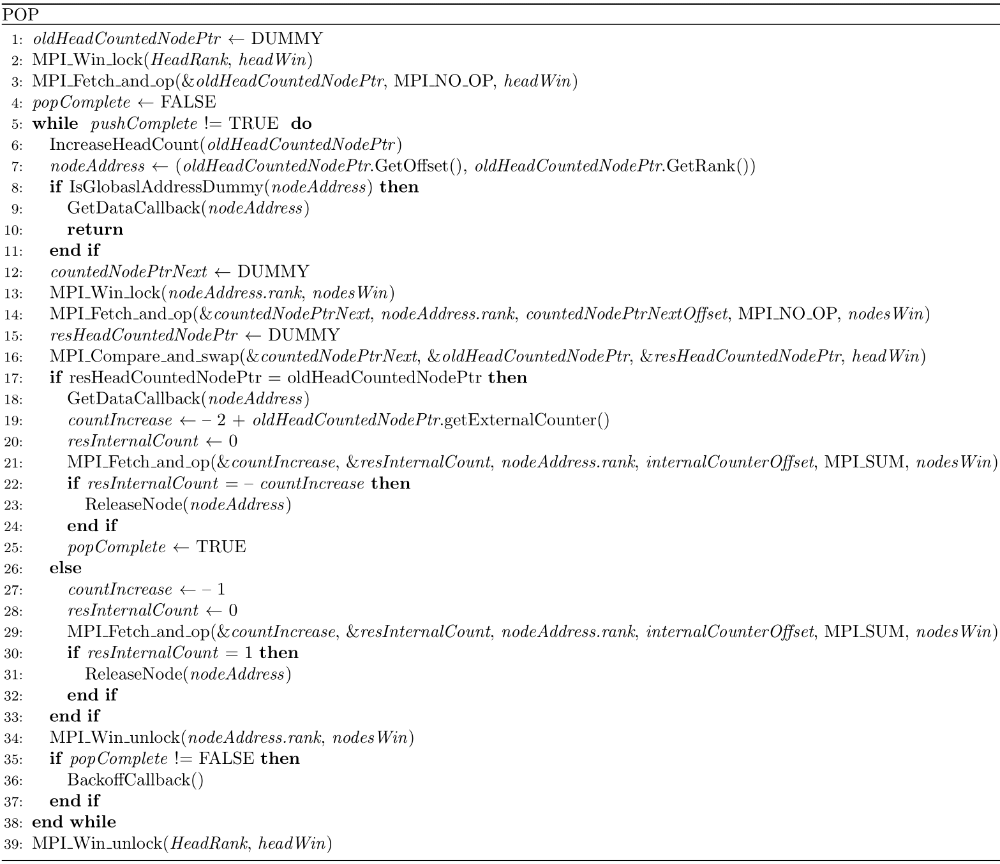 POP
1: oldHeadCountedNodePtr ← DUMMY
2: MPI_Win_lock(HeadRank, headWin)
3: MPI_Fetch_and_op(&oldHeadCountedNodePtr, MPI_NO_OP, headWin)
4: popComplete ← FALSE
5: while pushComplete != TRUE do
6: IncreaseHeadCount(oldHeadCountedNodePtr)
7: nodeAddress ← (oldHeadCountedNodePtr.GetOffset(), oldHeadCountedNodePtr.GetRank())
8: if IsGlobaslAddressDummy(nodeAddress) then
9: GetDataCallback(nodeAddress)
10: return
11: end if
12: countedNodePtrNext ← DUMMY
13: MPI_Win_lock(nodeAddress.rank, nodesWin)
14: MPI_Fetch_and_op(&countedNodePtrNext, nodeAddress.rank, countedNodePtrNextOffset, MPI_NO_OP, nodesWin)
15: resHeadCountedNodePtr ← DUMMY
16: MPI_Compare_and_swap(&countedNodePtrNext, &oldHeadCountedNodePtr, &resHeadCountedNodePtr, headWin)
17: if resHeadCountedNodePtr = oldHeadCountedNodePtr then
18: GetDataCallback(nodeAddress)
19: countIncrease ← – 2 + oldHeadCountedNodePtr.getExternalCounter()
20: resInternalCount ← 0
21: MPI_Fetch_and_op(&countIncrease, &resInternalCount, nodeAddress.rank, internalCounterOffset, MPI_SUM, nodesWin)
22: if resInternalCount = – countIncrease then
23: ReleaseNode(nodeAddress)
24: end if
25: popComplete ← TRUE
26: else
27: countIncrease ← – 1
28: resInternalCount ← 0
29: MPI_Fetch_and_op(&countIncrease, &resInternalCount, nodeAddress.rank, internalCounterOffset, MPI_SUM, nodesWin)
30: if resInternalCount = 1 then
31: ReleaseNode(nodeAddress)
32: end if
33: end if
34: MPI_Win_unlock(nodeAddress.rank, nodesWin)
35: if popComplete != FALSE then
36: BackoffCallback()
37: end if
38: end while
39: MPI_Win_unlock(HeadRank, headWin)